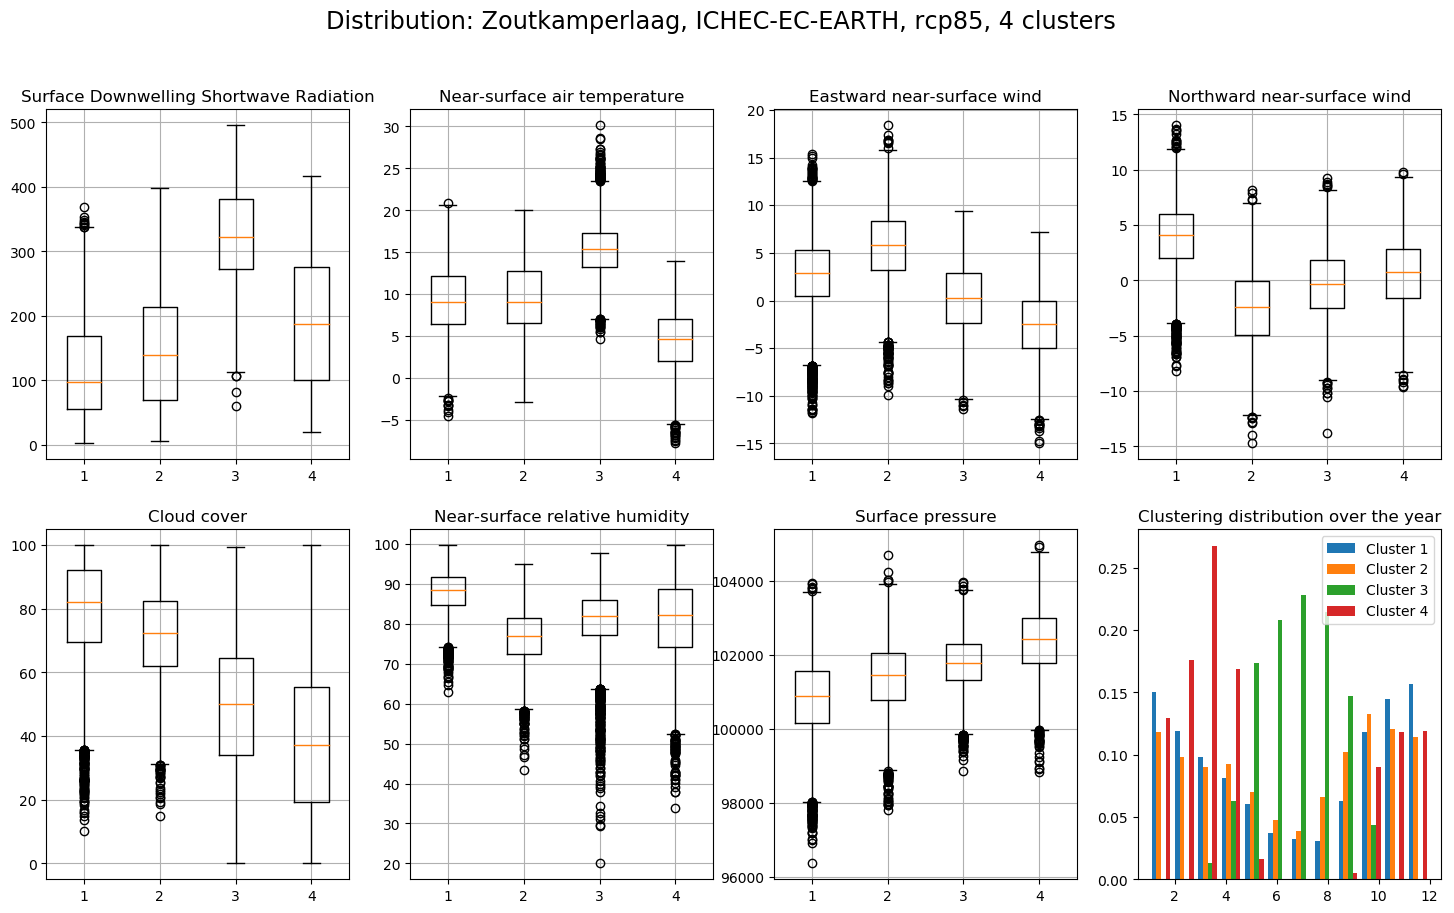 Distribution: Zoutkamperlaag, ICHEC-EC-EARTH, rcp85, 4 clusters
Surface Downwelling Shortwave Radiation
500
400
300
200
100
0
1 2 3 4
Near-surface air temperature
30
25
20
15
10
5
0
−5
1 2 3 4
Eastward near-surface wind
20
15
10
5
0
−5
−10
−15
1 2 3 4
Northward near-surface wind
15
10
5
0
−5
−10
−15
1 2 3 4
Cloud cover
100
80
60
40
20
0
1 2 3 4
Near-surface relative humidity
100
90
80
70
60
50
40
30
20
1 2 3 4
Surface pressure
104000
102000
100000
98000
96000
1 2 3 4
Clustering distribution over the year
Cluster 1
Cluster 2
Cluster 3
Cluster 4
0.25
0.20
0.15
0.10
0.05
0.00
2 4 6 8 10 12